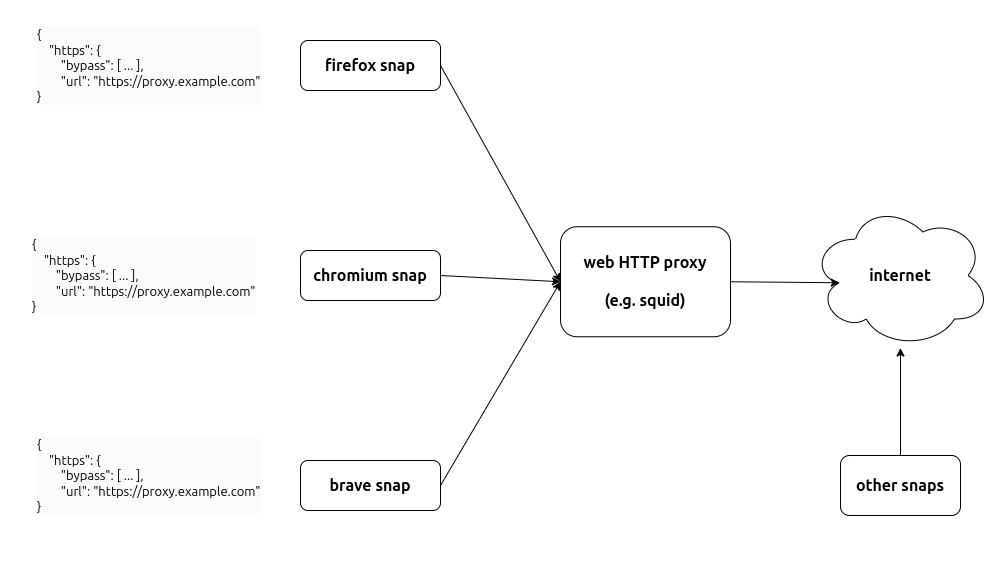 {
"https": {
"bypass": [ ... ],
"url": "https://proxy.example.com"
}
firefox snap
{
"https": {
"bypass": [ ... ],
"url": "https://proxy.example.com"
}
chromium snap
web HTTP proxy
(e.g. squid)
internet
{
"https": {
"bypass": [ ... ],
"url": "https://proxy.example.com"
}
brave snap
other snaps